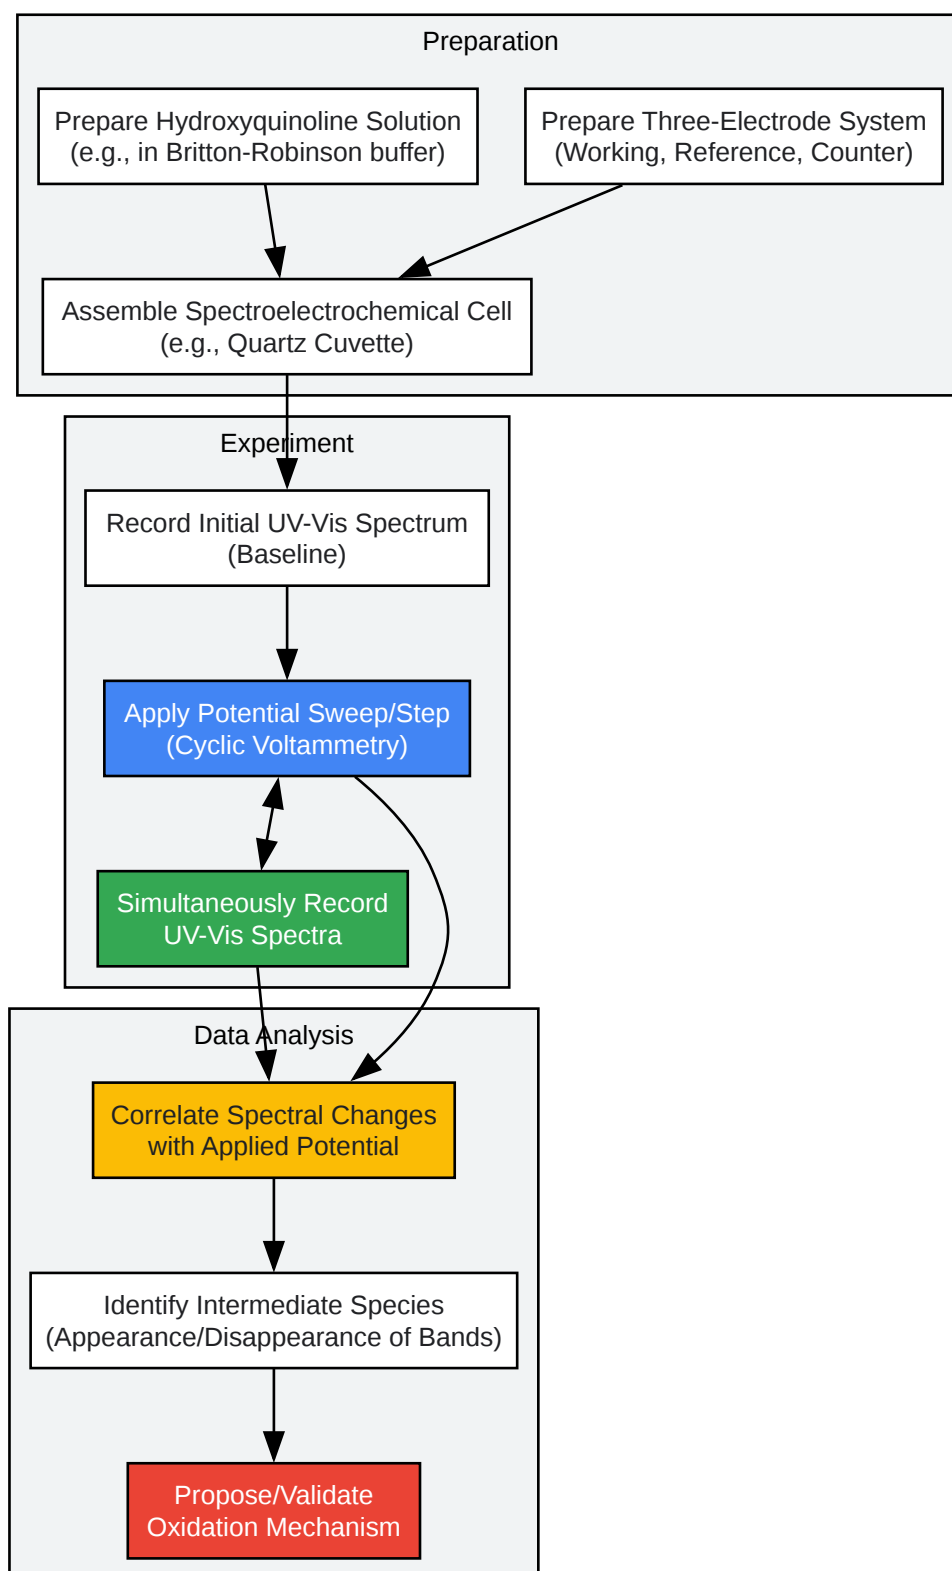 Preparation
Prepare Hydroxyquinoline Solution
(e.g., in Britton-Robinson buffer)
Prepare Three-Electrode System
(Working, Reference, Counter)
Assemble Spectroelectrochemical Cell
(e.g., Quartz Cuvette)
Experiment
Record Initial UV-Vis Spectrum
(Baseline)
Apply Potential Sweep/Step
(Cyclic Voltammetry)
Simultaneously Record
UV-Vis Spectra
Data Analysis
Correlate Spectral Changes
with Applied Potential
Identify Intermediate Species
(Appearance/Disappearance of Bands)
Propose/Validate
Oxidation Mechanism